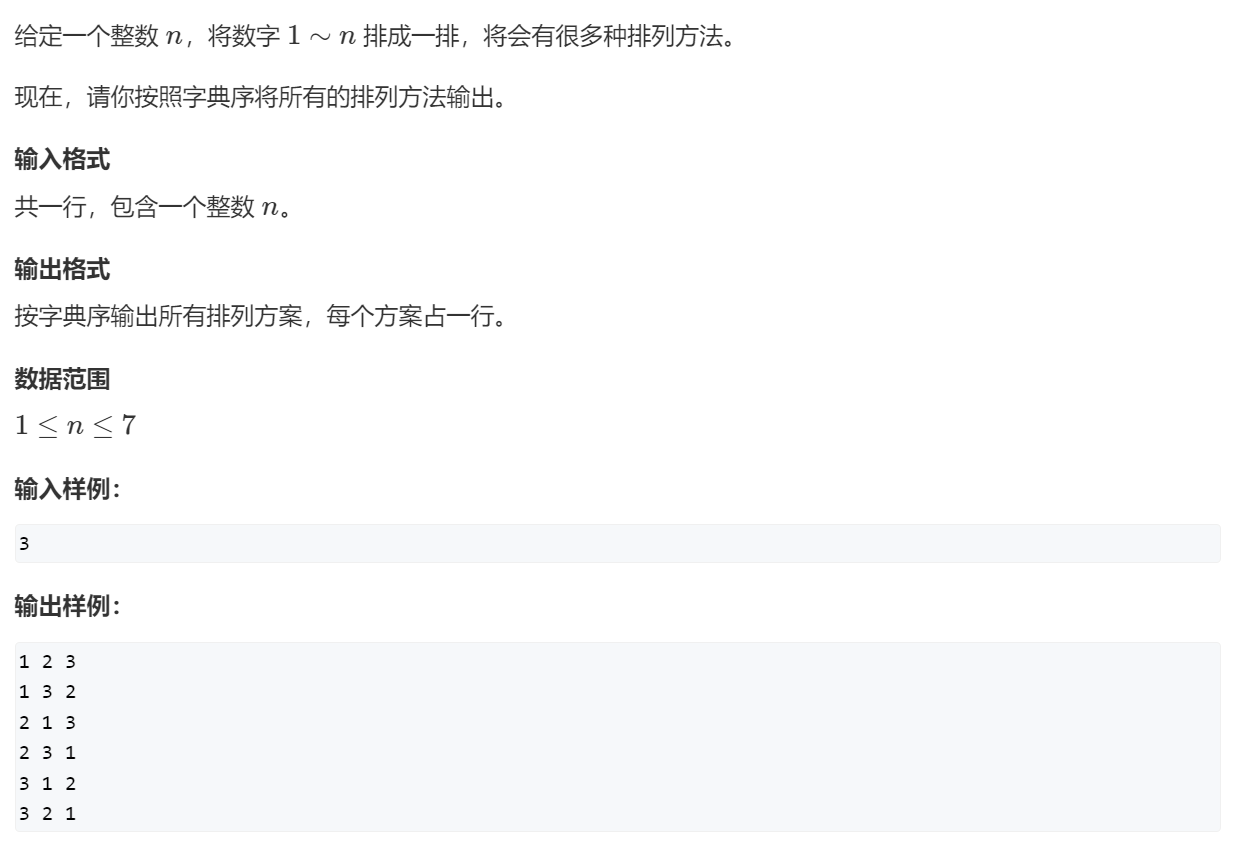 给定一个整数 n，将数字 1 ∼ n 排成一排，将会有很多种排列方法。
现在，请你按照字典序将所有的排列方法输出。
输入格式
共一行，包含一个整数 n。
输出格式
按字典序输出所有排列方案，每个方案占一行。
数据范围
1 ≤ n ≤ 7
输入样例：
3
输出样例：
1 2 3
1 3 2
2 1 3
2 3 1
3 1 2
3 2 1